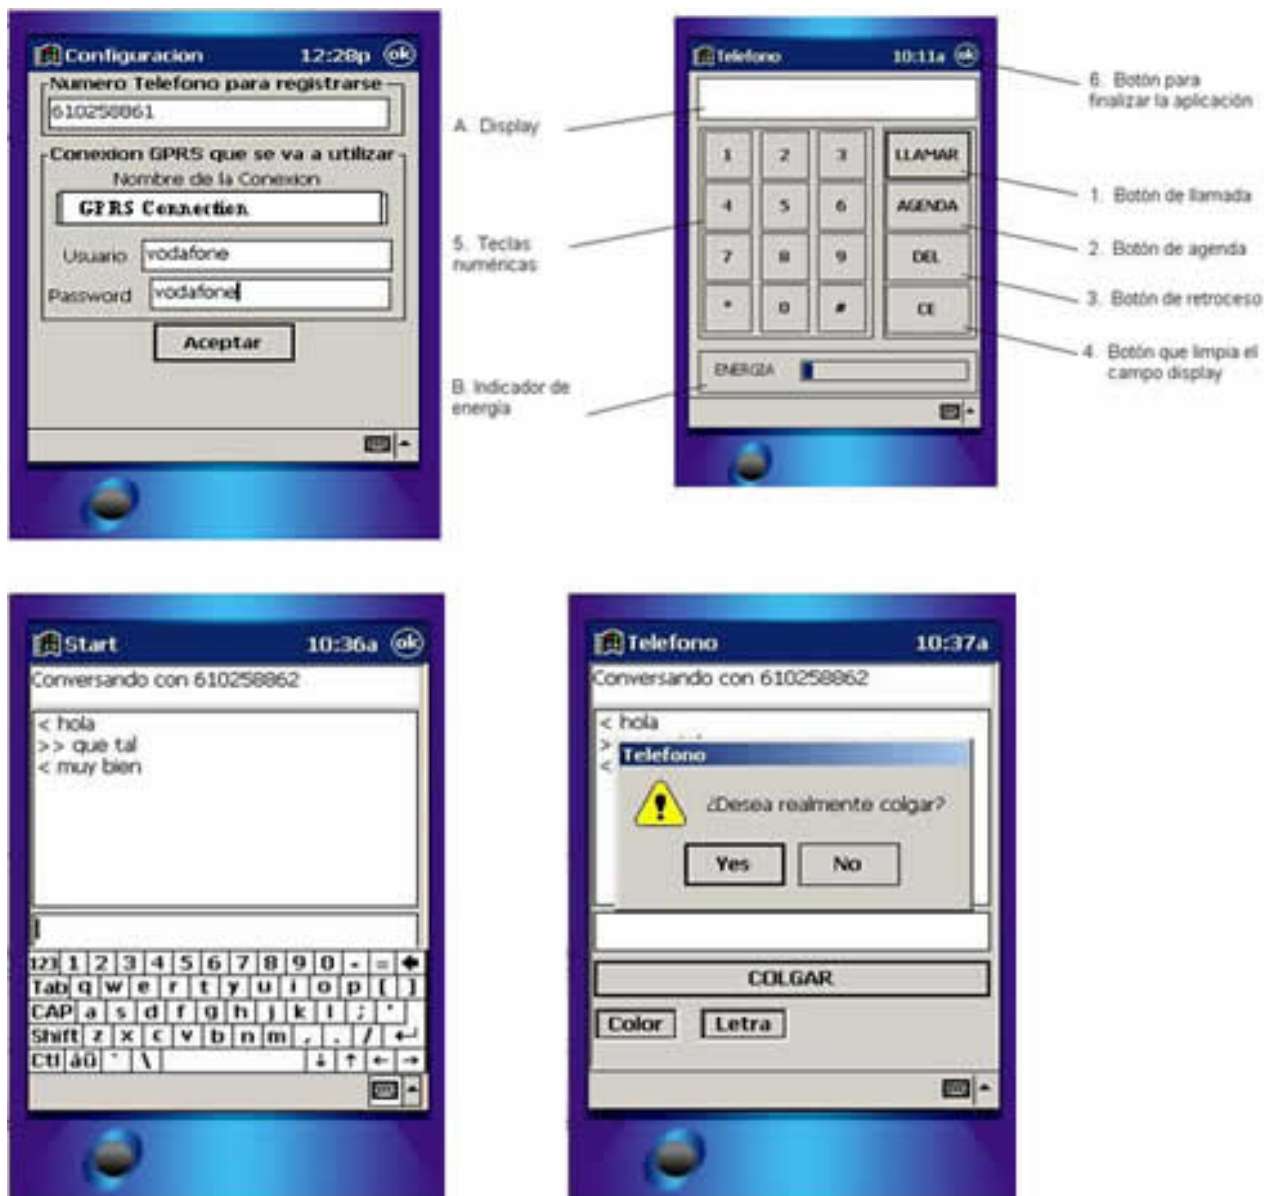 Configuracion 12:28p ok
Numero Telefono para registrarse
610258861
Conexion GPRS que se va a utilizar
Nombre de la Conexion
GPRS Connection
Usuario vodafone
Password vodafone
Aceptar
Telefono 10:11a ok
1 2 3 LLAMAR
4 5 6 AGENDA
7 8 9 DEL
* 0 # CE
ENERGIA
A. Display
5. Teclas
numéricas
B. Indicador de
energía
6. Botón para
finalizar la aplicación
1. Botón de llamada
2. Botón de agenda
3. Botón de retroceso
4. Botón que limpia el
campo display
Start 10:36a ok
Conversando con 610258862
< hola
>> que tal
< muy bien
123 1 2 3 4 5 6 7 8 9 0 - =
Tab q w e r t y u i o p [ ]
CAP a s d f g h j k l ; '
Shift z x c v b n m , . /
Ctl áü ` \
Telefono 10:37a
Conversando con 610258862
< hola
>
<
Telefono
¿Desea realmente colgar?
Yes No
COLGAR
Color Letra